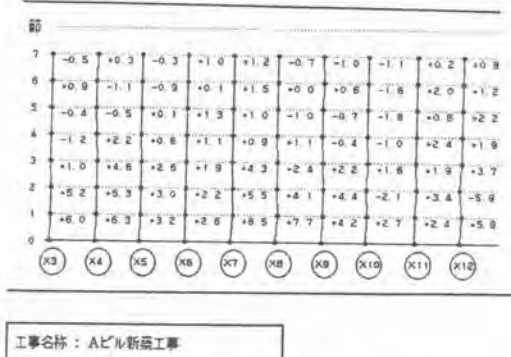 節
7 -0.5 +0.3 -0.3 -1.0 +1.2 -0.7 -1.0 -1.1 +0.2 +0.8
6 +0.9 -1.1 -0.9 +0.1 +1.5 +0.0 +0.6 -1.6 +2.0 +1.2
5 -0.4 -0.5 +0.1 +1.3 +1.0 -1.0 -0.7 -1.6 +0.6 +2.2
4 -1.2 +2.2 +0.6 +1.1 +0.9 +1.1 -0.4 -1.0 +2.4 +1.9
3 +1.0 +4.6 +2.6 +1.9 +4.3 -2.4 +2.2 +1.6 +1.9 +3.7
2 +5.2 +5.3 +3.0 +2.2 +5.5 +4.1 +4.4 -2.1 -3.4 -5.9
1 +6.0 +6.3 +3.2 +2.6 +6.5 +7.7 +4.2 +2.7 +2.4 +5.8
0
X3 X4 X5 X6 X7 X8 X9 X10 X11 X12
工事名称 : Aビル新築工事